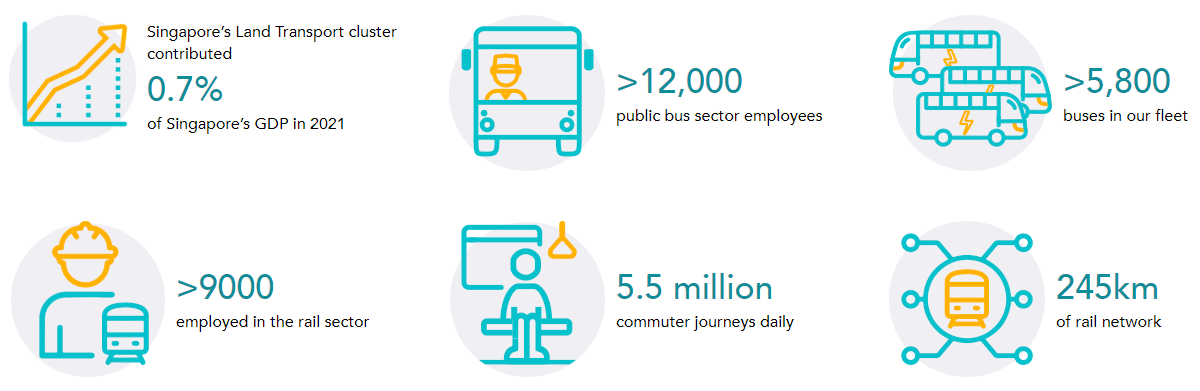 Singapore's Land Transport cluster
contributed
0.7%
of Singapore's GDP in 2021
>12,000
public bus sector employees
>5,800
buses in our fleet
>9000
employed in the rail sector
5.5 million
commuter journeys daily
245km
of rail network